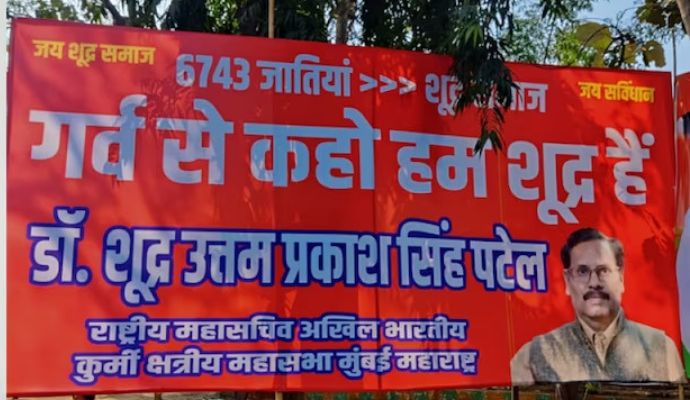 जय शूद्र समाज
6743 जातियां >>> शूद्र समाज
जय संविधान
गर्व से कहो हम शूद्र हैं
डॉ. शूद्र उत्तम प्रकाश सिंह पटेल
राष्ट्रीय महासचिव अखिल भारतीय
कुर्मी क्षत्रीय महासभा मुंबई महाराष्ट्र